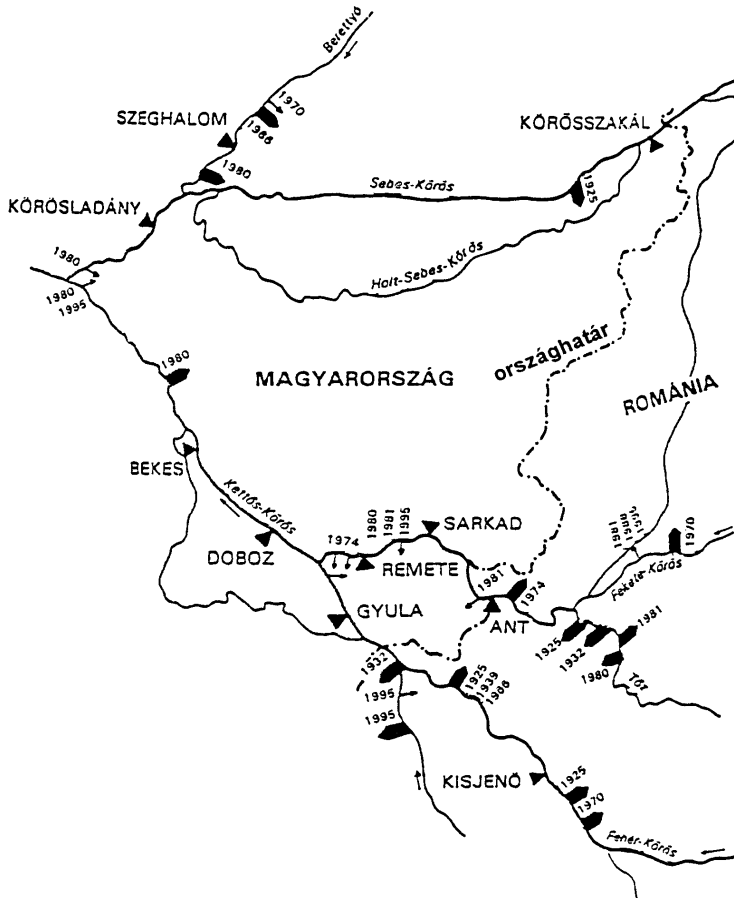 Berettyó
1970
1966
SZEGHALOM
KÖRÖSSZAKÁL
1980
Sebes-Körös
1925
KÖRÖSLADÁNY
Holt-Sebes-Körös
1980
1980
1995
országhatár
1980
MAGYARORSZÁG
ROMÁNIA
BEKES
Kettős-Körös
1980
1981
1995
SARKAD
1974
DOBOZ
REMETE
1981
1974
1970
Fekete-Körös
GYULA
ANT
1925
1932
1981
1980
Tőz
1932
1925
1939
1966
1995
1995
KISJENŐ
1925
1970
Fehér-Körös